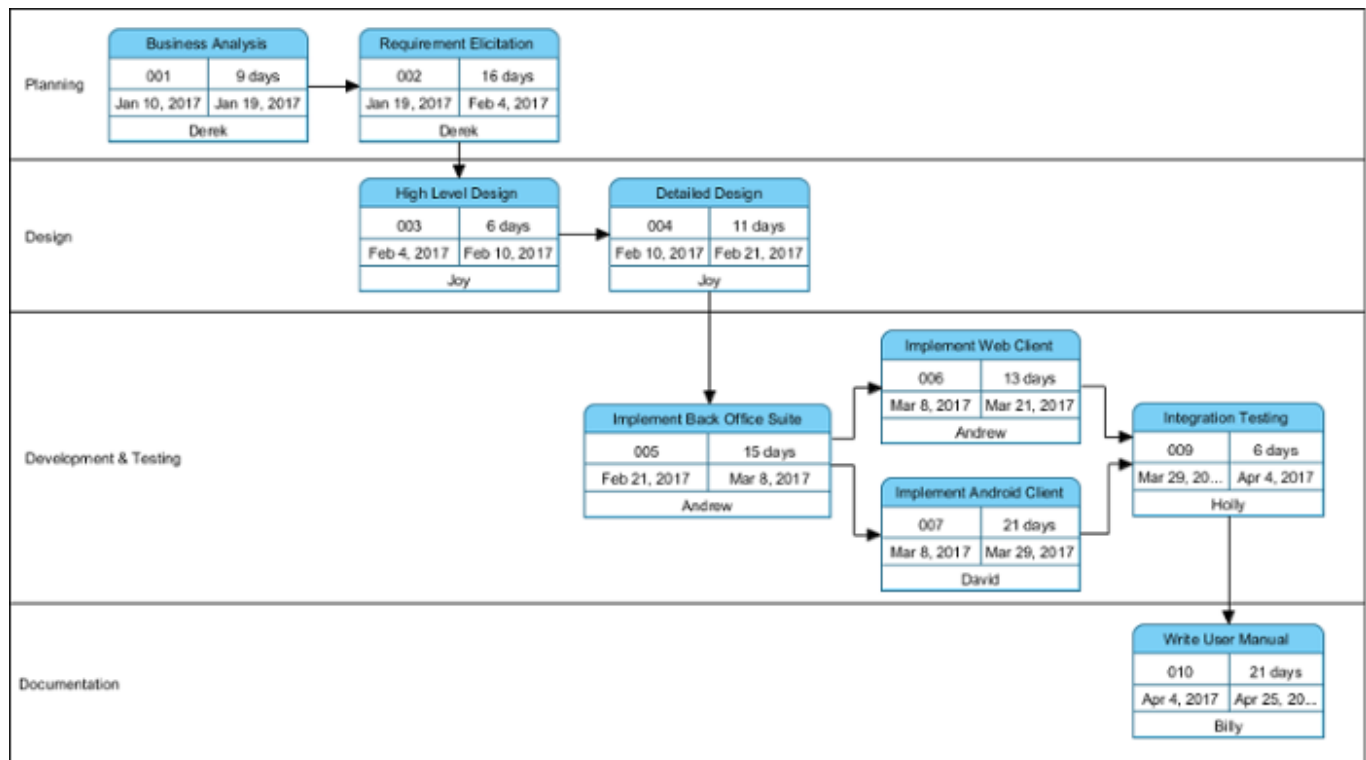 Planning
Business Analysis
001 9 days
Jan 10, 2017 Jan 19, 2017
Derek
Requirement Elicitation
002 16 days
Jan 19, 2017 Feb 4, 2017
Derek
Design
High Level Design
003 6 days
Feb 4, 2017 Feb 10, 2017
Joy
Detailed Design
004 11 days
Feb 10, 2017 Feb 21, 2017
Joy
Development & Testing
Implement Back Office Suite
005 15 days
Feb 21, 2017 Mar 8, 2017
Andrew
Implement Web Client
006 13 days
Mar 8, 2017 Mar 21, 2017
Andrew
Implement Android Client
007 21 days
Mar 8, 2017 Mar 29, 2017
David
Integration Testing
009 6 days
Mar 29, 20... Apr 4, 2017
Holly
Documentation
Write User Manual
010 21 days
Apr 4, 2017 Apr 25, 20...
Billy